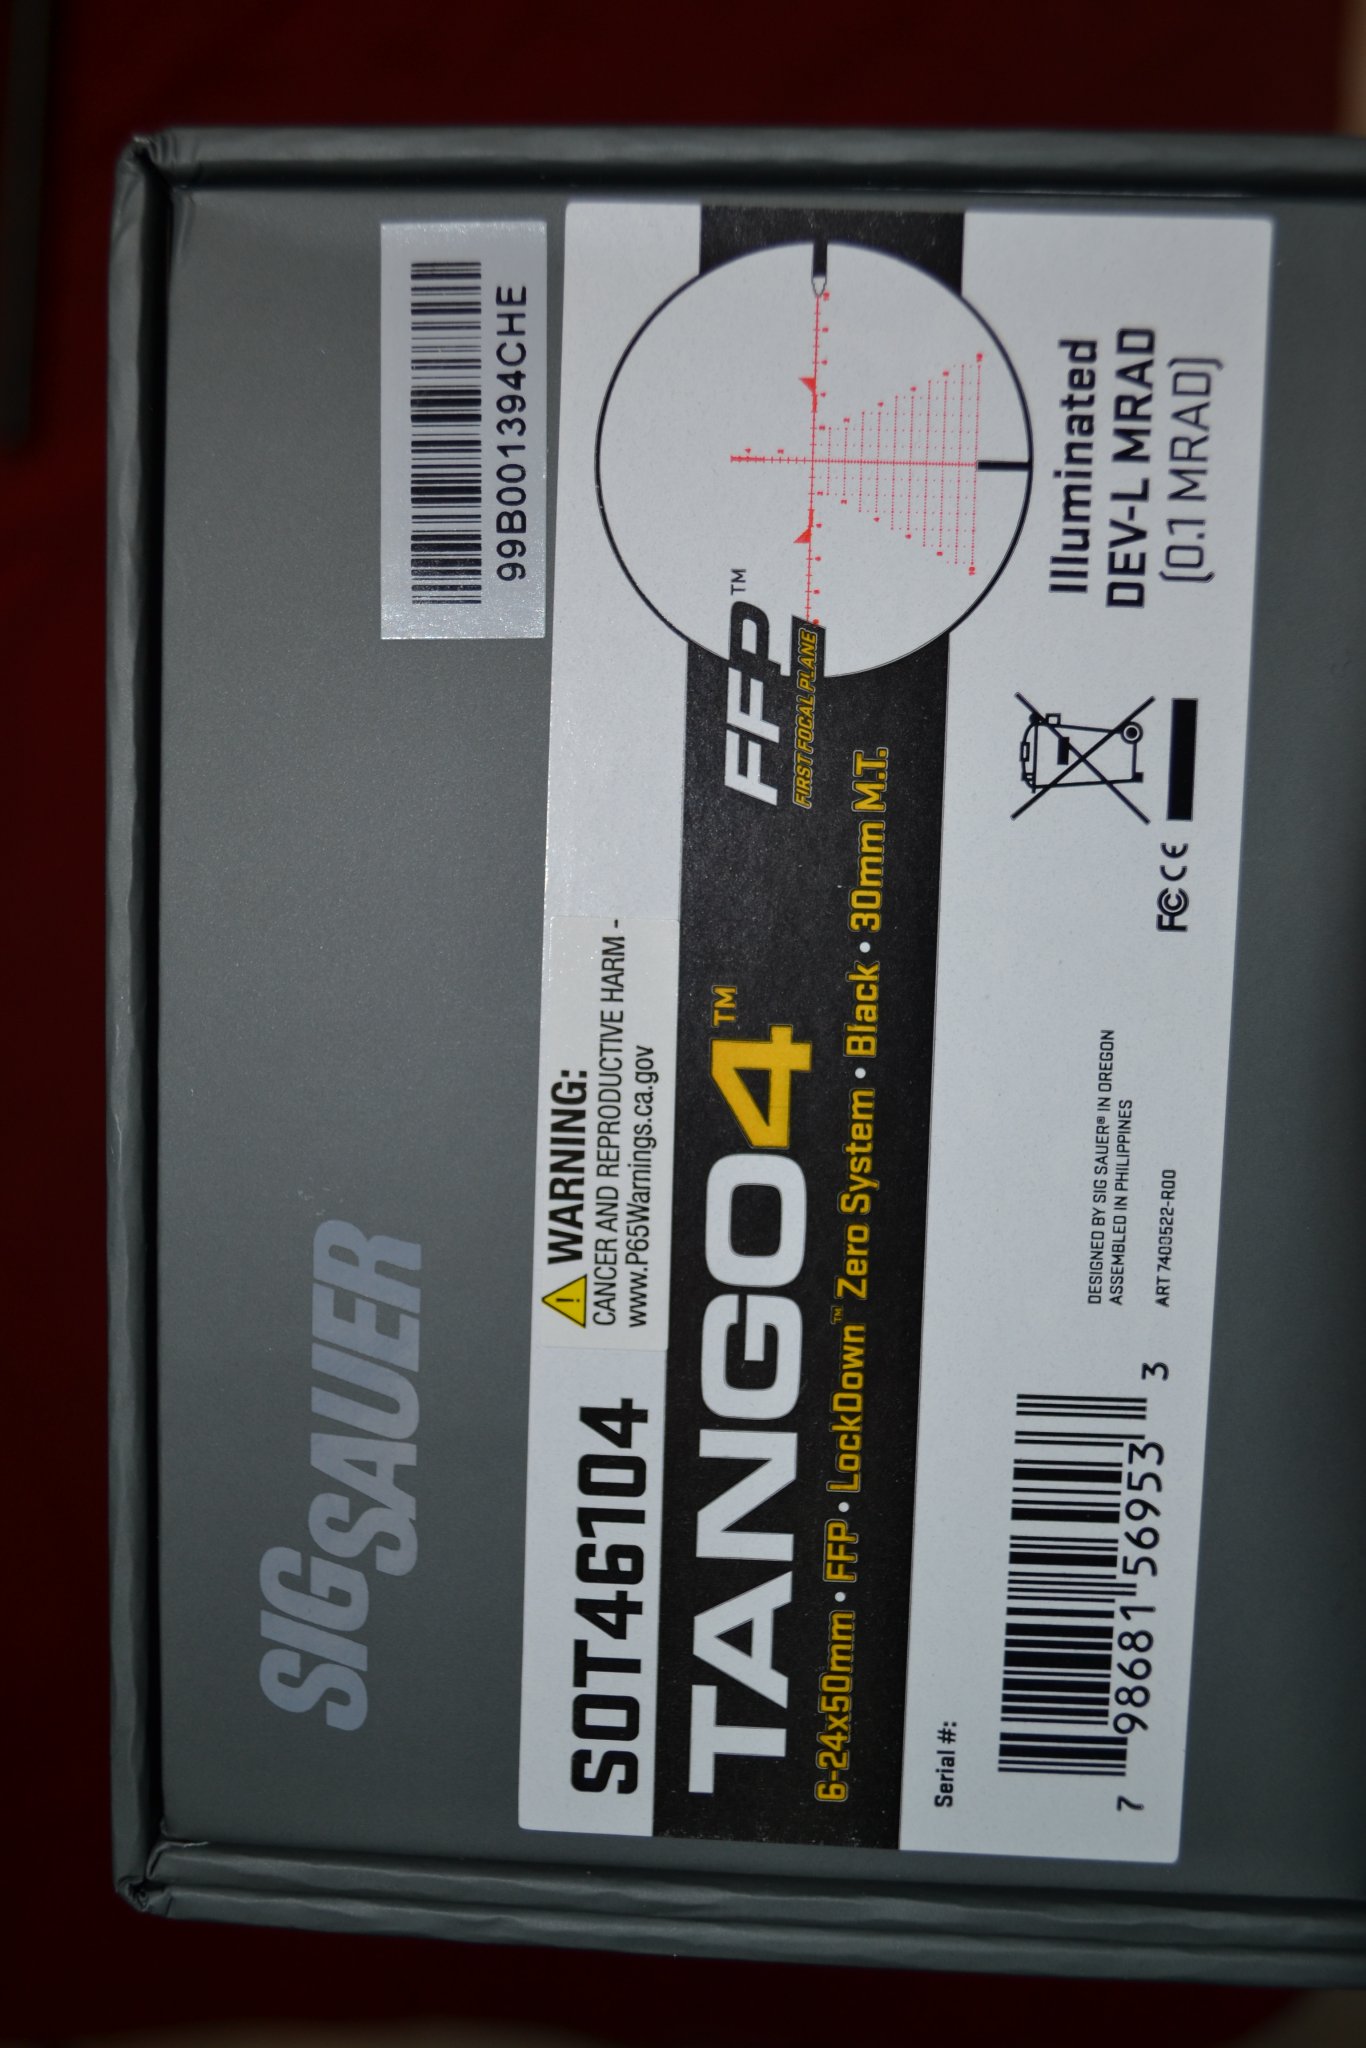 SIG SAUER
99B001394CHE
SOT46104
WARNING:
CANCER AND REPRODUCTIVE HARM -
www.P65Warnings.ca.gov
TANGO4™
FFP™
FIRST FOCAL PLANE
6-24x50mm • FFP • LockDown™ Zero System • Black • 30mm M.T.
Serial #:
7 98681 56953 3
DESIGNED BY SIG SAUER® IN OREGON
ASSEMBLED IN PHILIPPINES
ART 7400522-R00
FC CE
Illuminated
DEV-L MRAD
(0.1 MRAD)